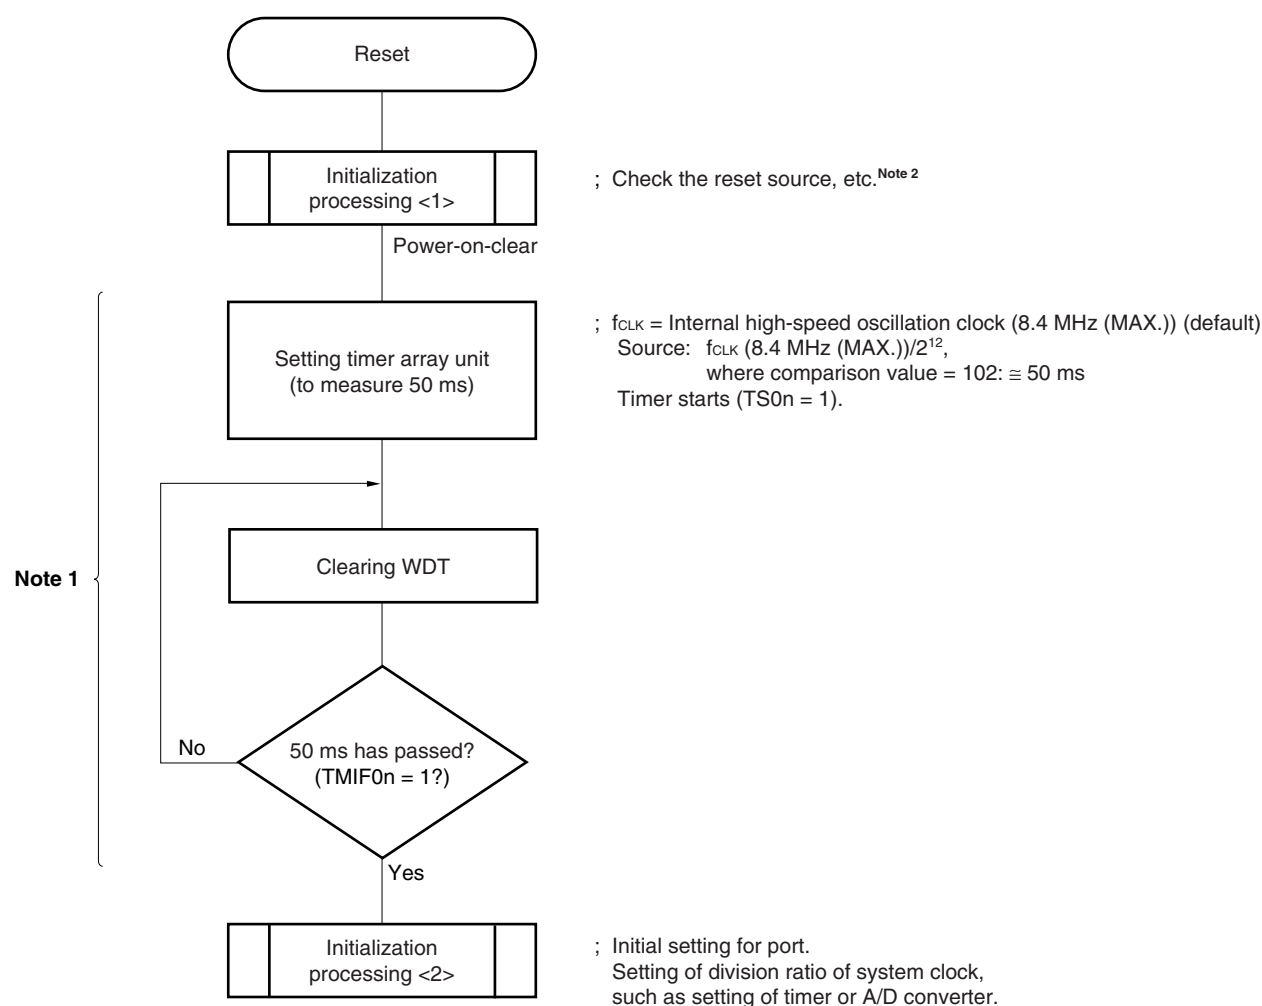 Reset
Initialization
processing <1>
; Check the reset source, etc.Note 2
Power-on-clear
Setting timer array unit
(to measure 50 ms)
; fCLK = Internal high-speed oscillation clock (8.4 MHz (MAX.)) (default)
Source: fCLK (8.4 MHz (MAX.))/2¹²,
where comparison value = 102: ≅ 50 ms
Timer starts (TS0n = 1).
Note 1
Clearing WDT
No
50 ms has passed?
(TMIF0n = 1?)
Yes
Initialization
processing <2>
; Initial setting for port.
Setting of division ratio of system clock,
such as setting of timer or A/D converter.